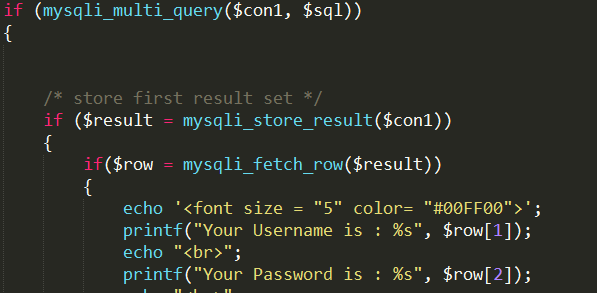 if (mysqli_multi_query($con1, $sql))
{
/* store first result set */
if ($result = mysqli_store_result($con1))
{
if($row = mysqli_fetch_row($result))
{
echo '<font size = "5" color= "#00FF00">';
printf("Your Username is : %s", $row[1]);
echo "<br>";
printf("Your Password is : %s", $row[2]);